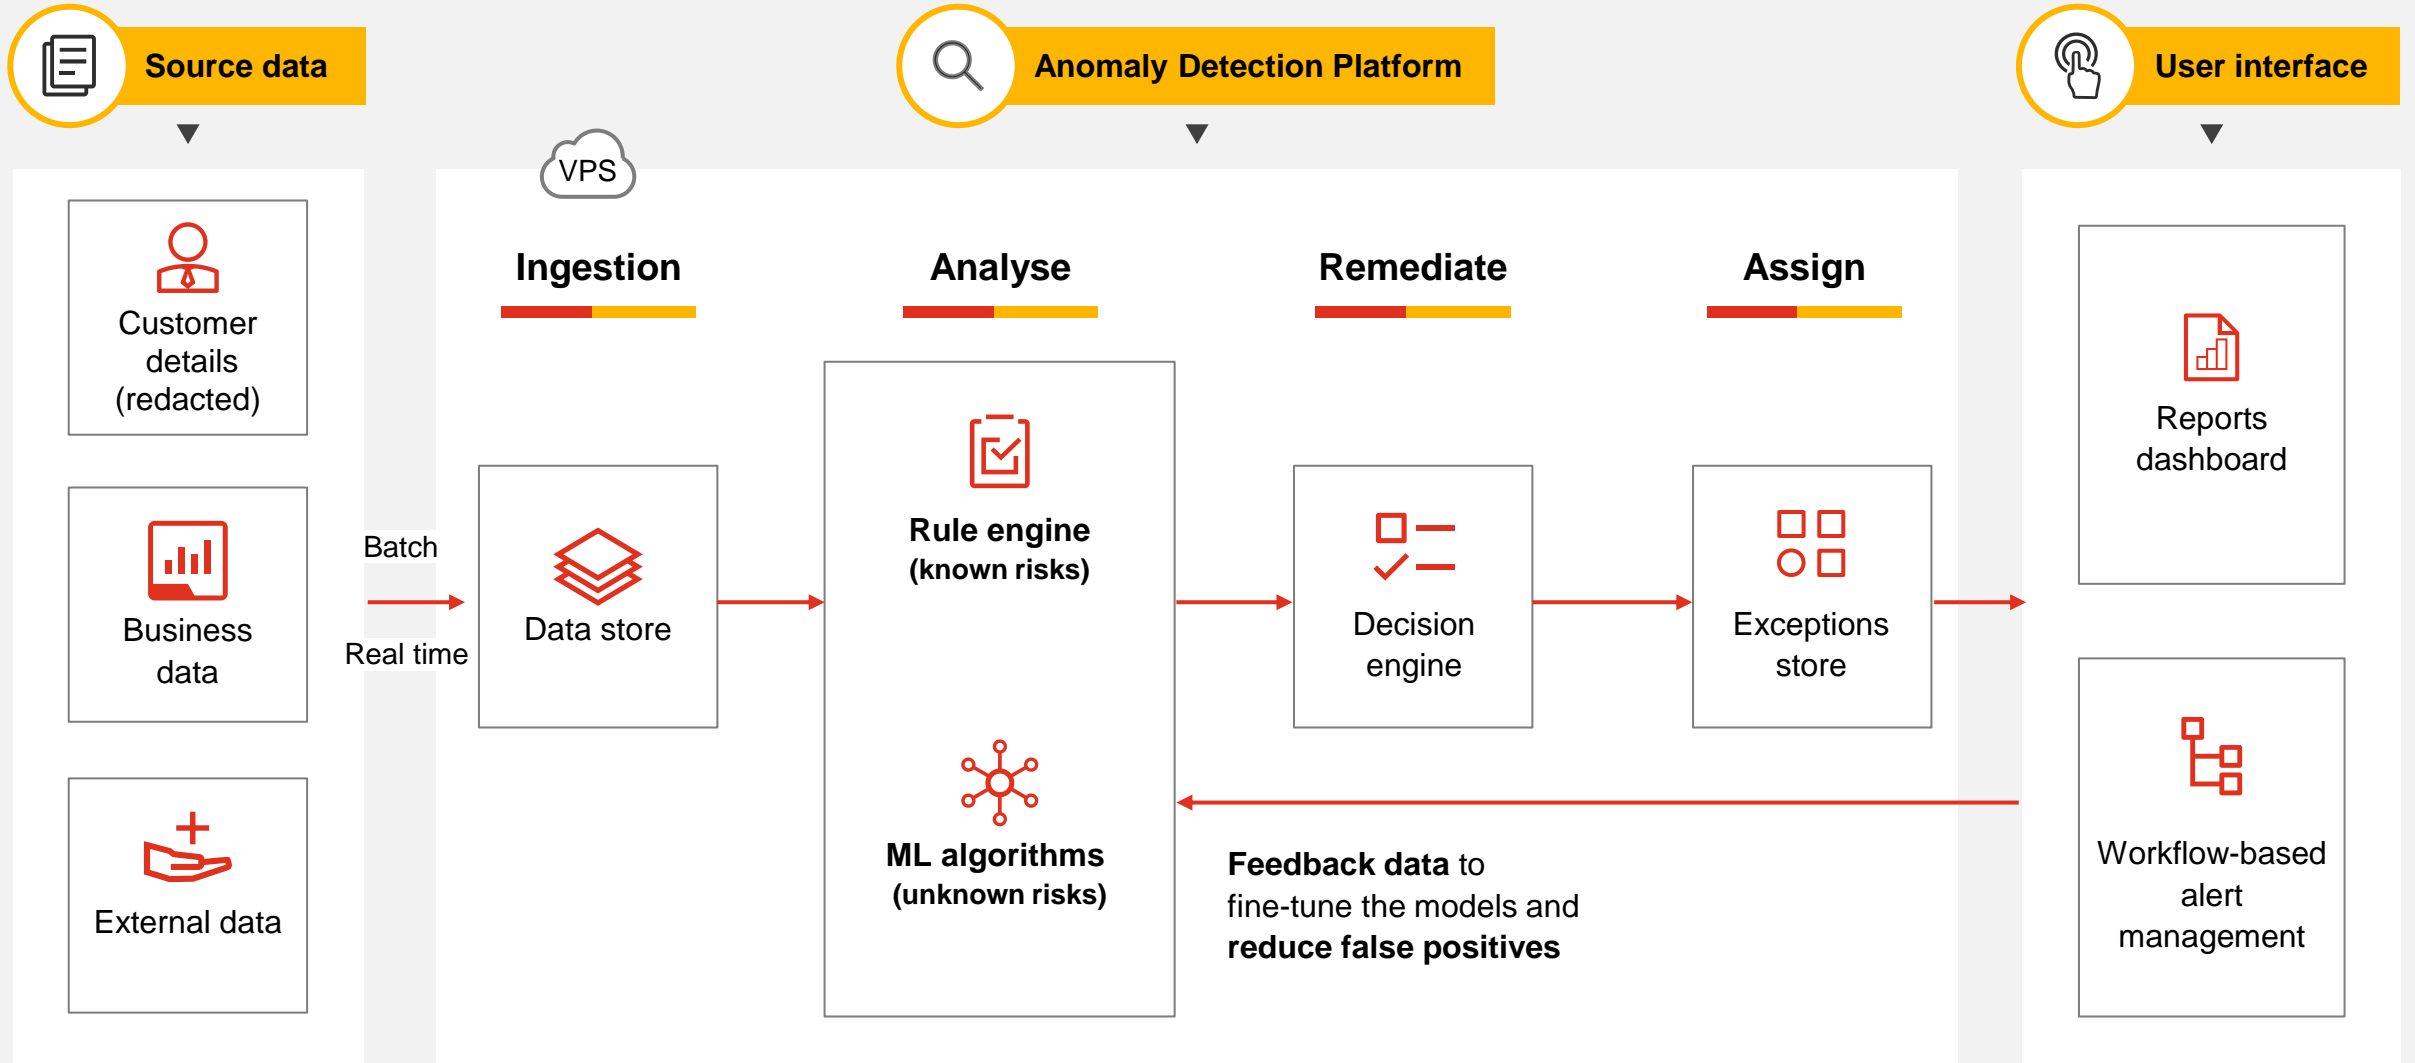 Source data
Anomaly Detection Platform
User interface
VPS
Customer
details
(redacted)
Business
data
External data
Batch
Real time
Ingestion
Data store
Analyse
Rule engine
(known risks)
ML algorithms
(unknown risks)
Remediate
Decision
engine
Assign
Exceptions
store
Feedback data to
fine-tune the models and
reduce false positives
Reports
dashboard
Workflow-based
alert
management